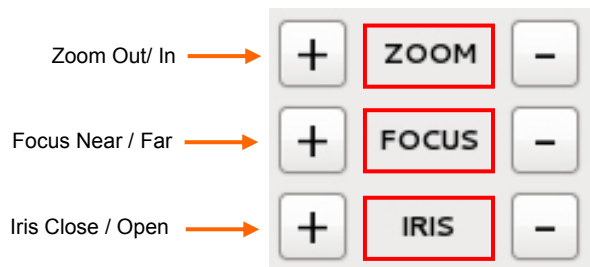 Zoom Out/ In + ZOOM -
Focus Near / Far + FOCUS -
Iris Close / Open + IRIS -